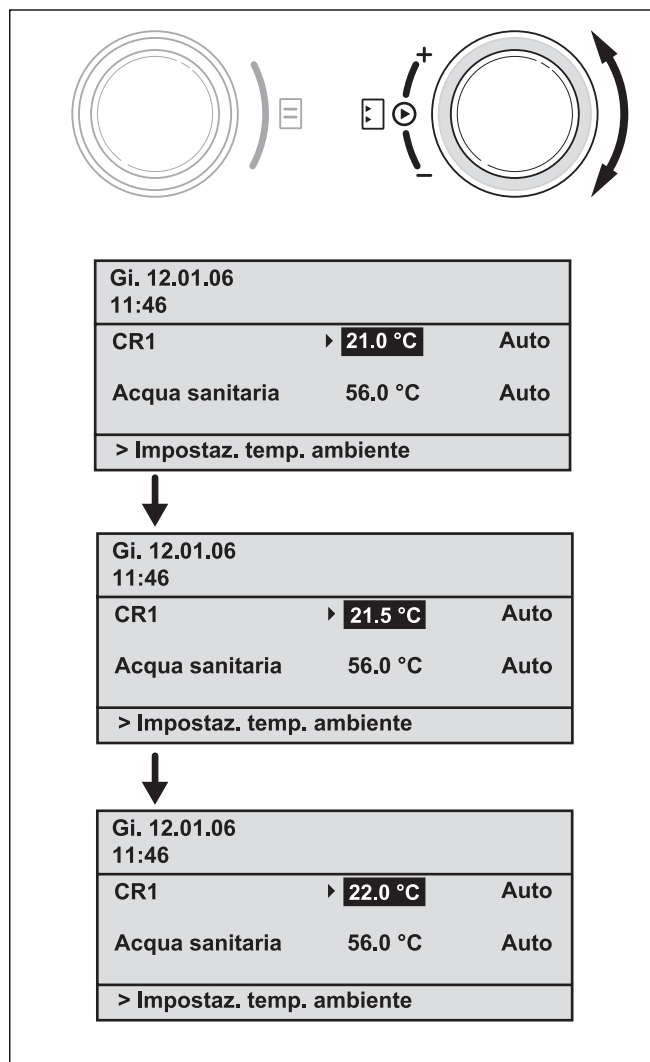 +
−
Gi. 12.01.06
11:46
CR1 21.0 °C Auto
Acqua sanitaria 56.0 °C Auto
> Impostaz. temp. ambiente
Gi. 12.01.06
11:46
CR1 21.5 °C Auto
Acqua sanitaria 56.0 °C Auto
> Impostaz. temp. ambiente
Gi. 12.01.06
11:46
CR1 22.0 °C Auto
Acqua sanitaria 56.0 °C Auto
> Impostaz. temp. ambiente